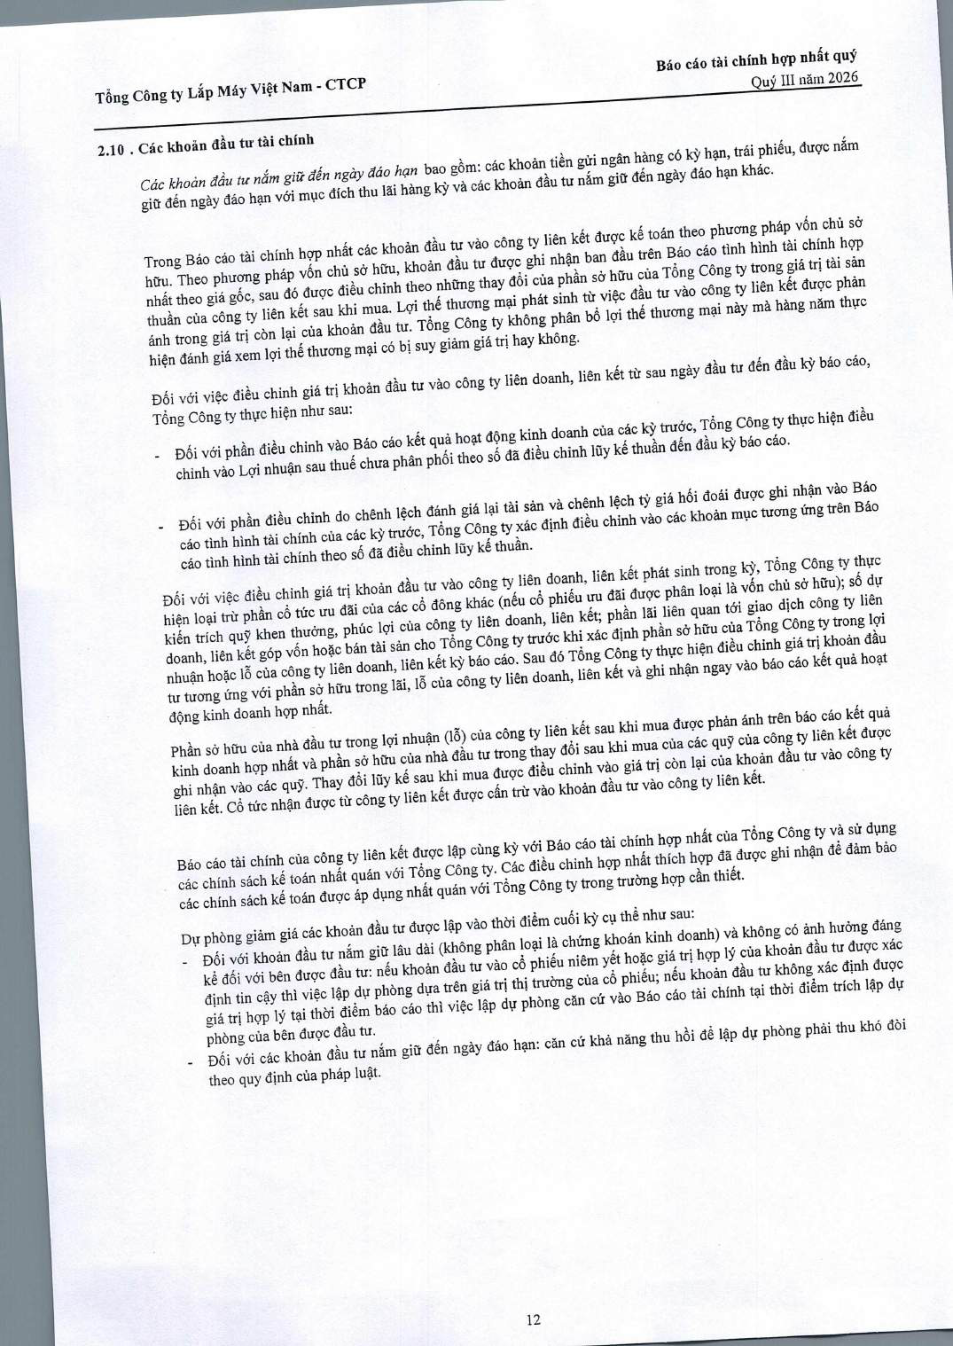 Tổng Công ty Lắp Máy Việt Nam - CTCP
Báo cáo tài chính hợp nhất quý
Quý III năm 2026
2.10 . Các khoản đầu tư tài chính
Các khoản đầu tư nắm giữ đến ngày đáo hạn bao gồm: các khoản tiền gửi ngân hàng có kỳ hạn, trái phiếu, được nắm
giữ đến ngày đáo hạn với mục đích thu lãi hàng kỳ và các khoản đầu tư nắm giữ đến ngày đáo hạn khác.
Trong Báo cáo tài chính hợp nhất các khoản đầu tư vào công ty liên kết được kế toán theo phương pháp vốn chủ sở
hữu. Theo phương pháp vốn chủ sở hữu, khoản đầu tư được ghi nhận ban đầu trên Báo cáo tình hình tài chính hợp
nhất theo giá gốc, sau đó được điều chỉnh theo những thay đổi của phần sở hữu của Tổng Công ty trong giá trị tài sản
thuần của công ty liên kết sau khi mua. Lợi thế thương mại phát sinh từ việc đầu tư vào công ty liên kết được phản
ánh trong giá trị còn lại của khoản đầu tư. Tổng Công ty không phân bổ lợi thế thương mại này mà hàng năm thực
hiện đánh giá xem lợi thế thương mại có bị suy giảm giá trị hay không.
Đối với việc điều chỉnh giá trị khoản đầu tư vào công ty liên doanh, liên kết từ sau ngày đầu tư đến đầu kỳ báo cáo,
Tổng Công ty thực hiện như sau:
- Đối với phần điều chỉnh vào Báo cáo kết quả hoạt động kinh doanh của các kỳ trước, Tổng Công ty thực hiện điều
chỉnh vào Lợi nhuận sau thuế chưa phân phối theo số đã điều chỉnh lũy kế thuần đến đầu kỳ báo cáo.
- Đối với phần điều chỉnh do chênh lệch đánh giá lại tài sản và chênh lệch tỷ giá hối đoái được ghi nhận vào Báo
cáo tình hình tài chính của các kỳ trước, Tổng Công ty xác định điều chỉnh vào các khoản mục tương ứng trên Báo
cáo tình hình tài chính theo số đã điều chỉnh lũy kế thuần.
Đối với việc điều chỉnh giá trị khoản đầu tư vào công ty liên doanh, liên kết phát sinh trong kỳ, Tổng Công ty thực
hiện loại trừ phần cổ tức ưu đãi của các cổ đông khác (nếu cổ phiếu ưu đãi được phân loại là vốn chủ sở hữu); số dự
kiến trích quỹ khen thưởng, phúc lợi của công ty liên doanh, liên kết; phần lãi liên quan tới giao dịch công ty liên
doanh, liên kết góp vốn hoặc bán tài sản cho Tổng Công ty trước khi xác định phần sở hữu của Tổng Công ty trong lợi
nhuận hoặc lỗ của công ty liên doanh, liên kết kỳ báo cáo. Sau đó Tổng Công ty thực hiện điều chỉnh giá trị khoản đầu
tư tương ứng với phần sở hữu trong lãi, lỗ của công ty liên doanh, liên kết và ghi nhận ngay vào báo cáo kết quả hoạt
động kinh doanh hợp nhất.
Phần sở hữu của nhà đầu tư trong lợi nhuận (lỗ) của công ty liên kết sau khi mua được phản ánh trên báo cáo kết quả
kinh doanh hợp nhất và phần sở hữu của nhà đầu tư trong thay đổi sau khi mua của các quỹ của công ty liên kết được
ghi nhận vào các quỹ. Thay đổi lũy kế sau khi mua được điều chỉnh vào giá trị còn lại của khoản đầu tư vào công ty
liên kết. Cổ tức nhận được từ công ty liên kết được cấn trừ vào khoản đầu tư vào công ty liên kết.
Báo cáo tài chính của công ty liên kết được lập cùng kỳ với Báo cáo tài chính hợp nhất của Tổng Công ty và sử dụng
các chính sách kế toán nhất quán với Tổng Công ty. Các điều chỉnh hợp nhất thích hợp đã được ghi nhận để đảm bảo
các chính sách kế toán được áp dụng nhất quán với Tổng Công ty trong trường hợp cần thiết.
Dự phòng giảm giá các khoản đầu tư được lập vào thời điểm cuối kỳ cụ thể như sau:
- Đối với khoản đầu tư nắm giữ lâu dài (không phân loại là chứng khoán kinh doanh) và không có ảnh hưởng đáng
kể đối với bên được đầu tư: nếu khoản đầu tư vào cổ phiếu niêm yết hoặc giá trị hợp lý của khoản đầu tư được xác
định tin cậy thì việc lập dự phòng dựa trên giá trị thị trường của cổ phiếu; nếu khoản đầu tư không xác định được
giá trị hợp lý tại thời điểm báo cáo thì việc lập dự phòng căn cứ vào Báo cáo tài chính tại thời điểm trích lập dự
phòng của bên được đầu tư.
- Đối với các khoản đầu tư nắm giữ đến ngày đáo hạn: căn cứ khả năng thu hồi để lập dự phòng phải thu khó đòi
theo quy định của pháp luật.
12